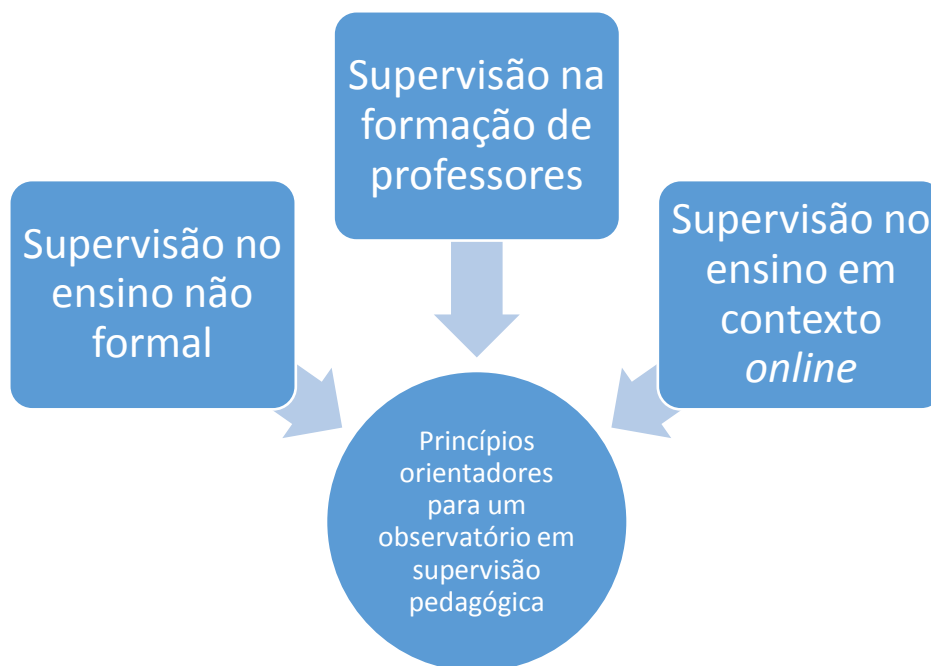 Supervisão na
formação de
professores
Supervisão no
ensino não
formal
Supervisão no
ensino em
contexto
online
Princípios
orientadores
para um
observatório em
supervisão
pedagógica